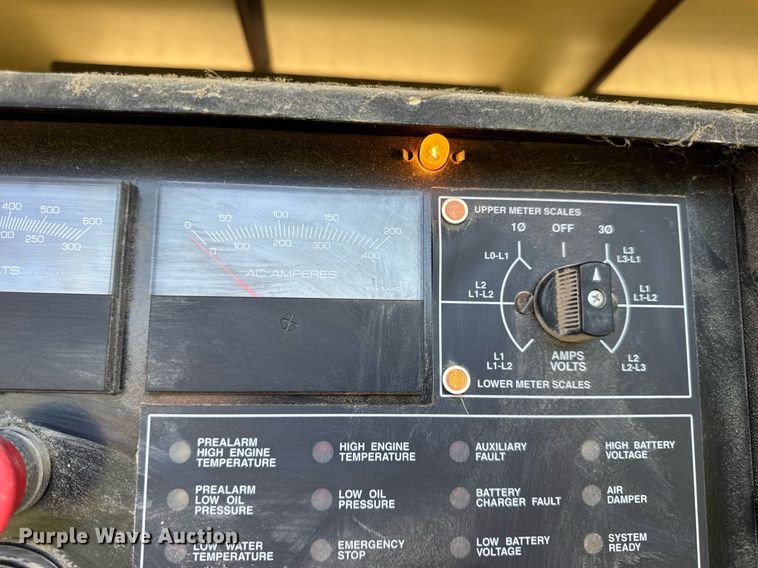 400 500 600
200 250 300
VOLTS
0 50 100 150 200
0 100 200 300 400
AC AMPERES
UPPER METER SCALES
1Ø OFF 3Ø
L0-L1
L3
L3-L1
L2
L1-L2
L1
L1-L2
L1
L1-L2
AMPS
VOLTS
L2
L2-L3
LOWER METER SCALES
PREALARM
HIGH ENGINE
TEMPERATURE
HIGH ENGINE
TEMPERATURE
AUXILIARY
FAULT
HIGH BATTERY
VOLTAGE
PREALARM
LOW OIL
PRESSURE
LOW OIL
PRESSURE
BATTERY
CHARGER FAULT
AIR
DAMPER
LOW WATER
TEMPERATURE
EMERGENCY
STOP
LOW BATTERY
VOLTAGE
SYSTEM
READY
Purple Wave Auction